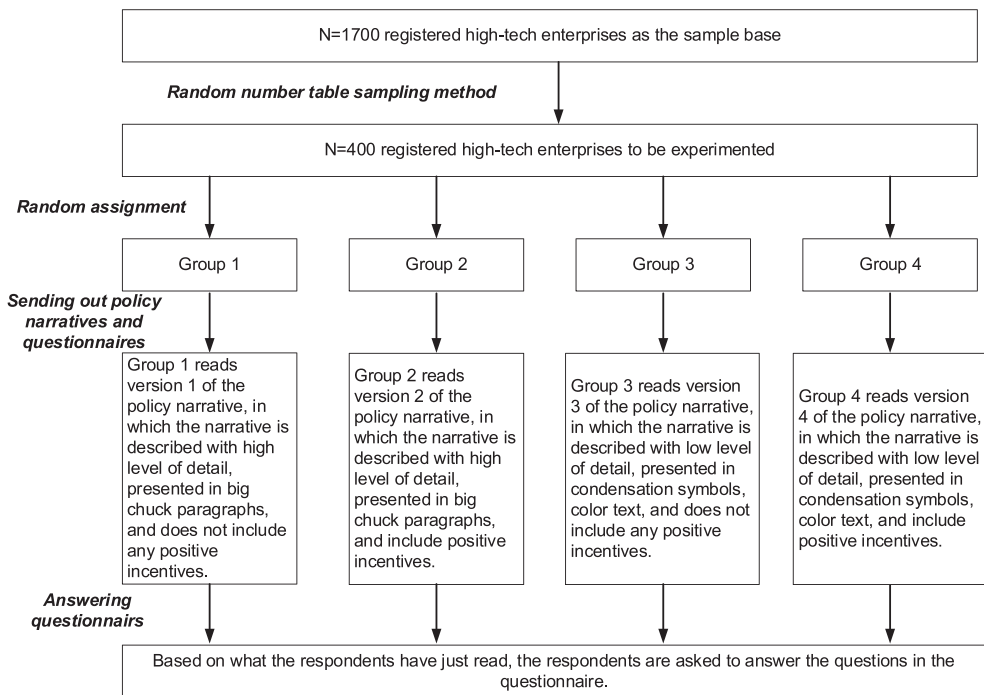 N=1700 registered high-tech enterprises as the sample base
Random number table sampling method
N=400 registered high-tech enterprises to be experimented
Random assignment
Group 1
Group 2
Group 3
Group 4
Sending out policy
narratives and
questionnaires
Group 1 reads
version 1 of the
policy narrative, in
which the narrative is
described with high
level of detail,
presented in big
chuck paragraphs,
and does not include
any positive
incentives.
Group 2 reads
version 2 of the
policy narrative, in
which the narrative is
described with high
level of detail,
presented in big
chuck paragraphs,
and include positive
incentives.
Group 3 reads version
3 of the policy narrative,
in which the narrative is
described with low level
of detail, presented in
condensation symbols,
color text, and does not
include any positive
incentives.
Group 4 reads version
4 of the policy narrative,
in which the narrative is
described with low level
of detail, presented in
condensation symbols,
color text, and include
positive incentives.
Answering
questionnairs
Based on what the respondents have just read, the respondents are asked to answer the questions in the
questionnaire.